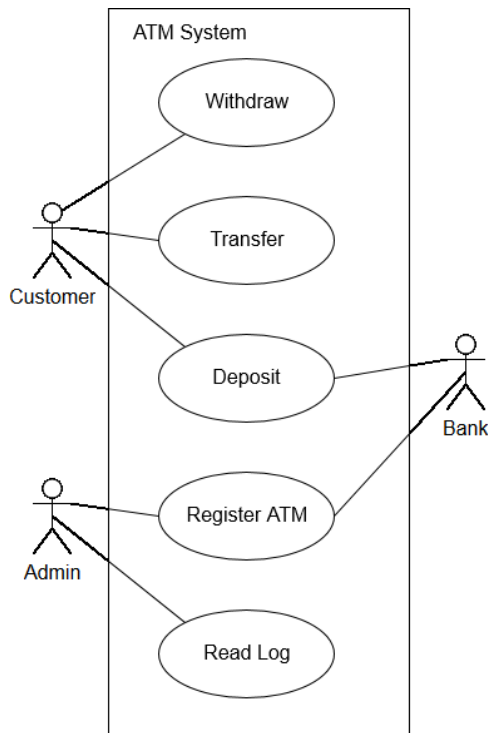 ATM System
Withdraw
Transfer
Customer
Deposit
Bank
Register ATM
Admin
Read Log